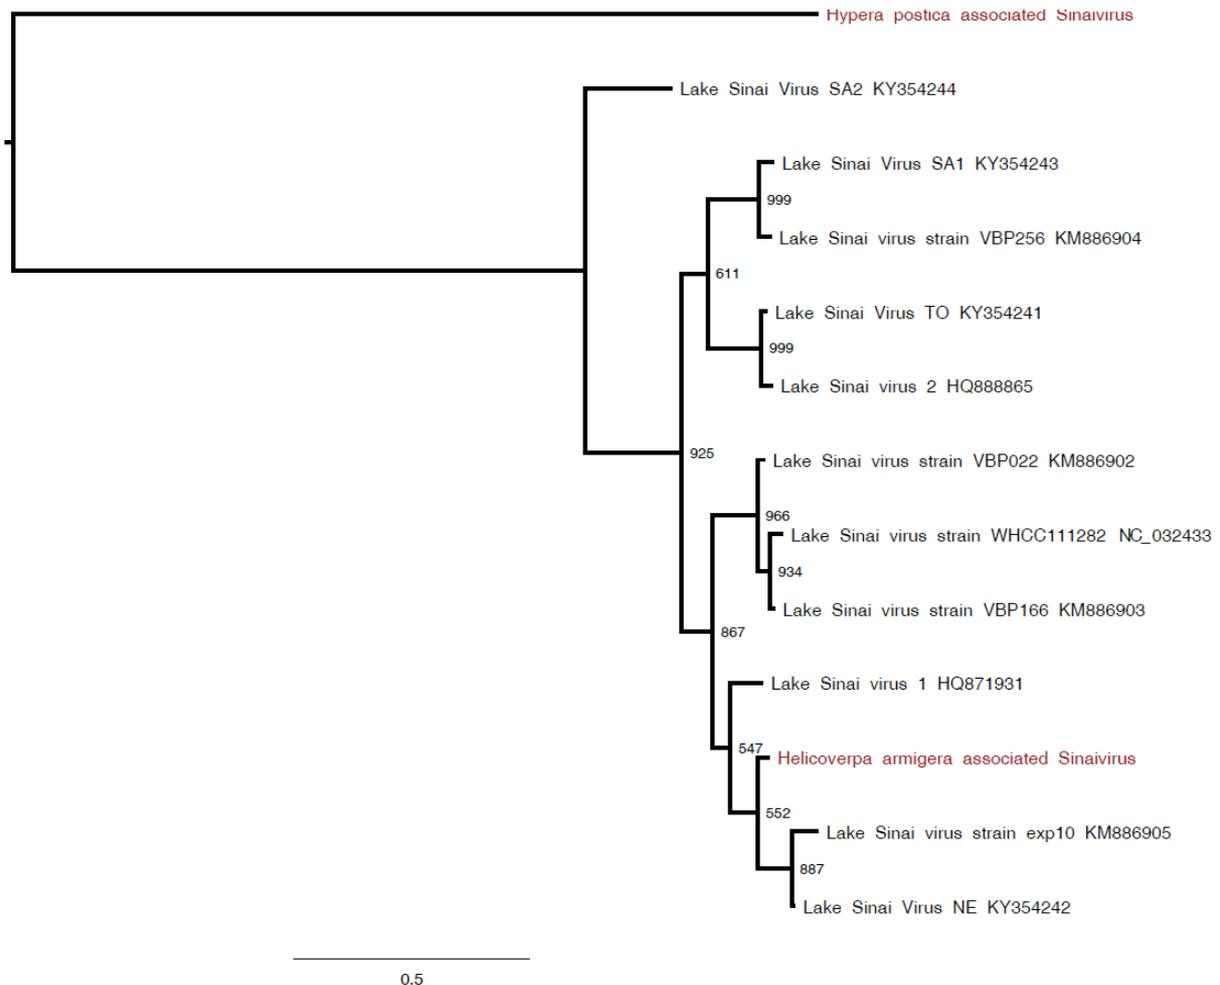 Hypera postica associated Sinaivirus
Lake Sinai Virus SA2 KY354244
Lake Sinai Virus SA1 KY354243
999
Lake Sinai virus strain VBP256 KM886904
611
Lake Sinai Virus TO KY354241
999
Lake Sinai virus 2 HQ888865
925
Lake Sinai virus strain VBP022 KM886902
966
Lake Sinai virus strain WHCC111282 NC_032433
934
Lake Sinai virus strain VBP166 KM886903
867
Lake Sinai virus 1 HQ871931
547
Helicoverpa armigera associated Sinaivirus
552
Lake Sinai virus strain exp10 KM886905
887
Lake Sinai Virus NE KY354242
0.5